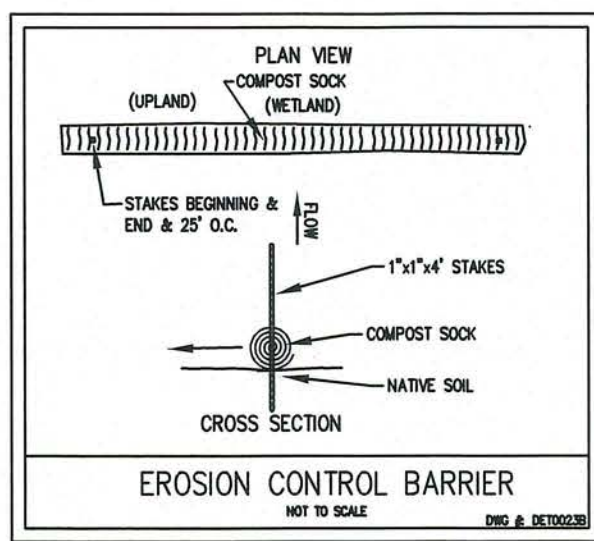 PLAN VIEW
COMPOST SOCK
(UPLAND) (WETLAND)
STAKES BEGINNING &
END & 25' O.C.
FLOW
1"x1"x4' STAKES
COMPOST SOCK
NATIVE SOIL
CROSS SECTION
EROSION CONTROL BARRIER
NOT TO SCALE
DWG #: DET0023B